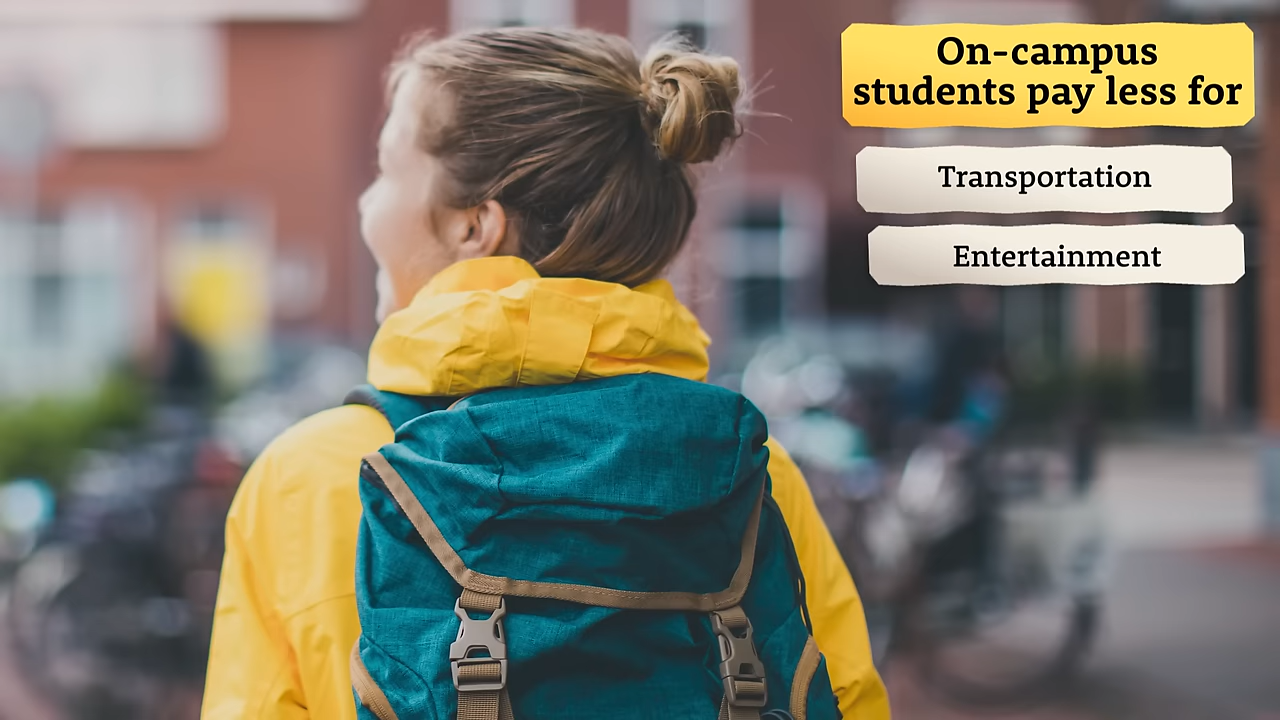 On-campus
students pay less for
Transportation
Entertainment